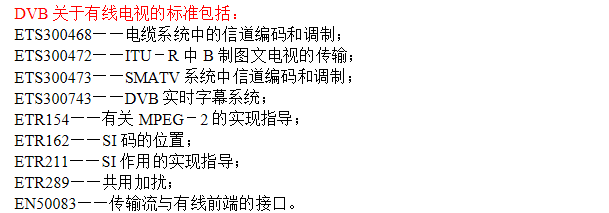 DVB 关于有线电视的标准包括：
ETS300468——电缆系统中的信道编码和调制；
ETS300472——ITU－R 中 B 制图文电视的传输；
ETS300473——SMATV 系统中信道编码和调制；
ETS300743——DVB 实时字幕系统；
ETR154——有关 MPEG－2 的实现指导；
ETR162——SI 码的位置；
ETR211——SI 作用的实现指导；
ETR289——共用加扰；
EN50083——传输流与有线前端的接口。